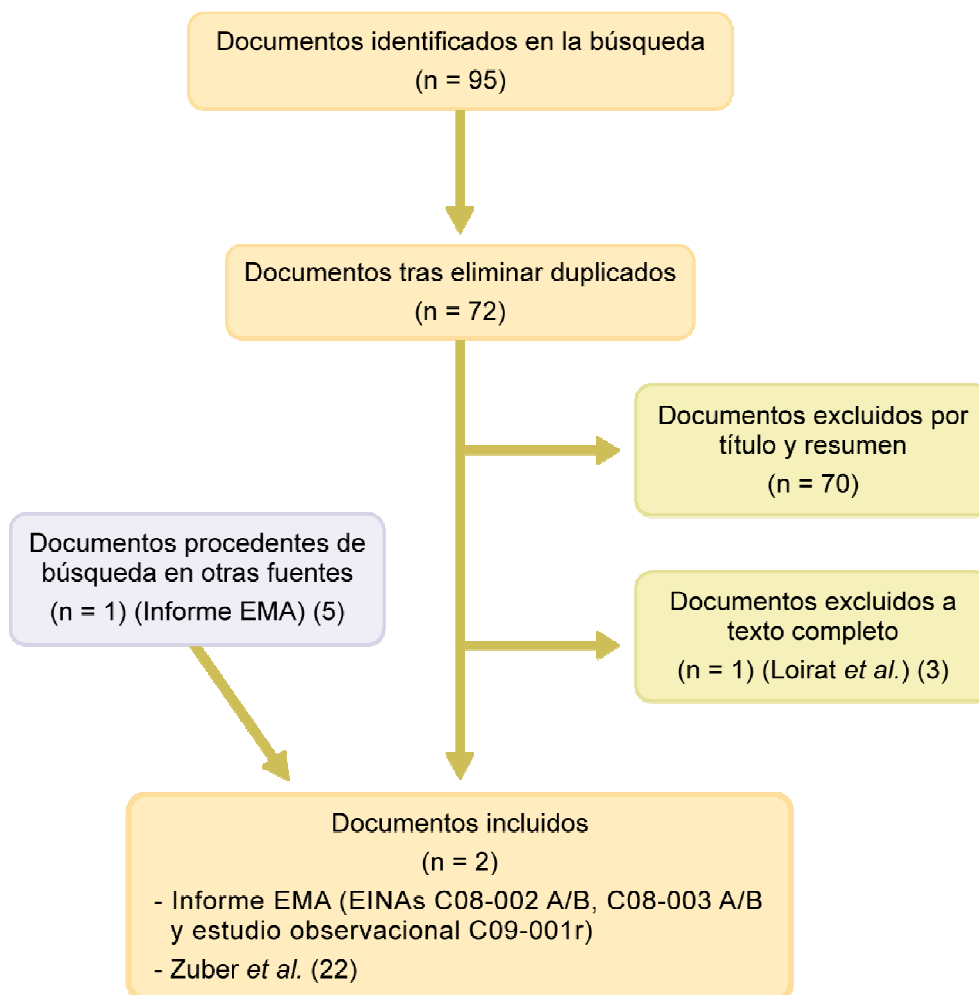 Documentos identificados en la búsqueda
(n = 95)
Documentos tras eliminar duplicados
(n = 72)
Documentos excluidos por
título y resumen
(n = 70)
Documentos procedentes de
búsqueda en otras fuentes
(n = 1) (Informe EMA) (5)
Documentos excluidos a
texto completo
(n = 1) (Loirat et al.) (3)
Documentos incluidos
(n = 2)
- Informe EMA (EINAs C08-002 A/B, C08-003 A/B
y estudio observacional C09-001r)
- Zuber et al. (22)